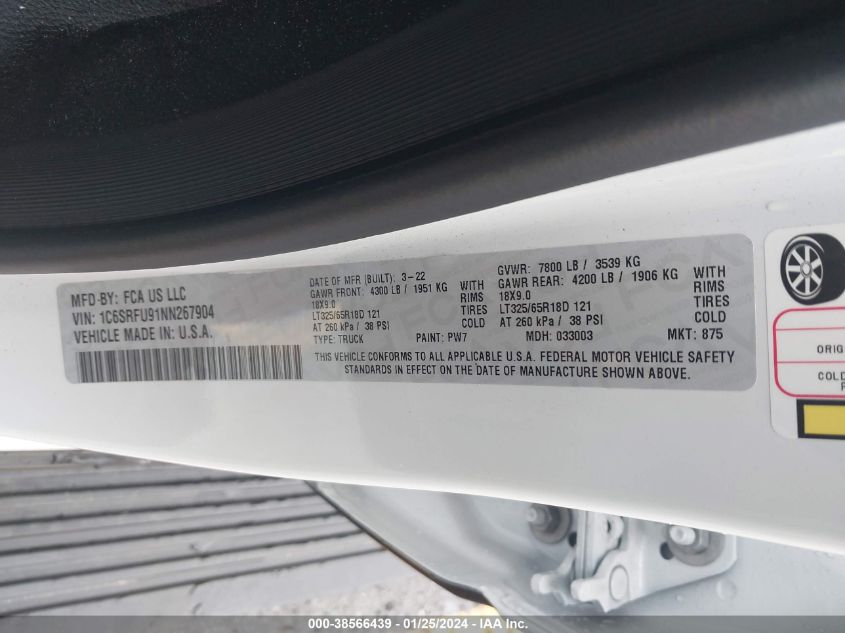 MFD-BY: FCA US LLC
VIN: 1C6SRFU91NN267904
VEHICLE MADE IN: U.S.A.
DATE OF MFR (BUILT): 3-22
GAWR FRONT: 4300 LB / 1951 KG WITH
18X9.0 RIMS
LT325/65R18D 121 TIRES
AT 260 kPa / 38 PSI COLD
TYPE: TRUCK PAINT: PW7
GVWR: 7800 LB / 3539 KG
GAWR REAR: 4200 LB / 1906 KG WITH
18X9.0 RIMS
LT325/65R18D 121 TIRES
AT 260 kPa / 38 PSI COLD
MDH: 033003 MKT: 875
THIS VEHICLE CONFORMS TO ALL APPLICABLE U.S.A. FEDERAL MOTOR VEHICLE SAFETY
STANDARDS IN EFFECT ON THE DATE OF MANUFACTURE SHOWN ABOVE.
ORIG
COLD
000-38566439 - 01/25/2024 - IAA Inc.